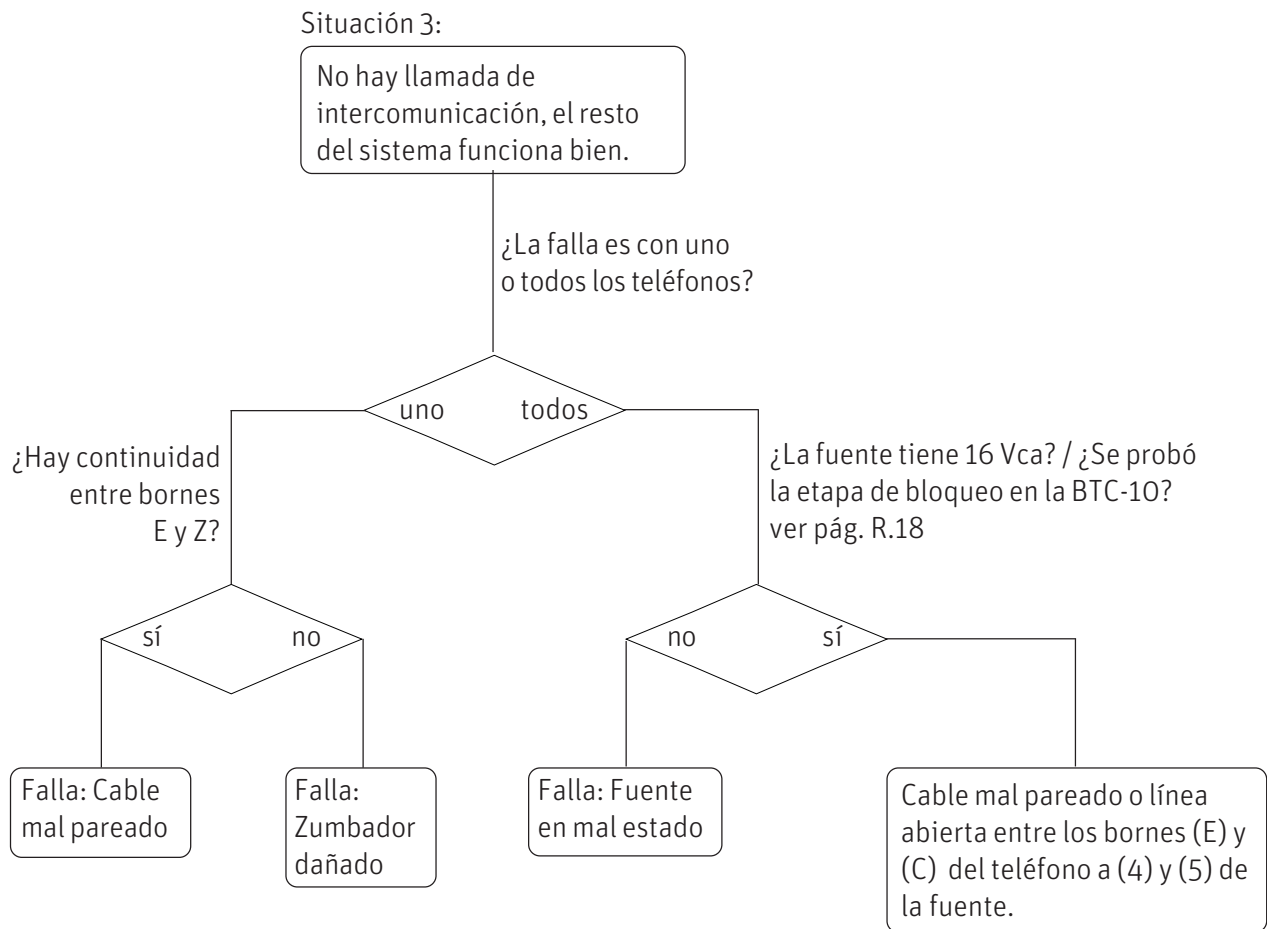 Situación 3:
No hay llamada de
intercomunicación, el resto
del sistema funciona bien.
¿La falla es con uno
o todos los teléfonos?
uno todos
¿Hay continuidad
entre bornes
E y Z?
¿La fuente tiene 16 Vca? / ¿Se probó
la etapa de bloqueo en la BTC-10?
ver pág. R.18
sí no
no sí
Falla: Cable
mal pareado
Falla:
Zumbador
dañado
Falla: Fuente
en mal estado
Cable mal pareado o línea
abierta entre los bornes (E) y
(C) del teléfono a (4) y (5) de
la fuente.